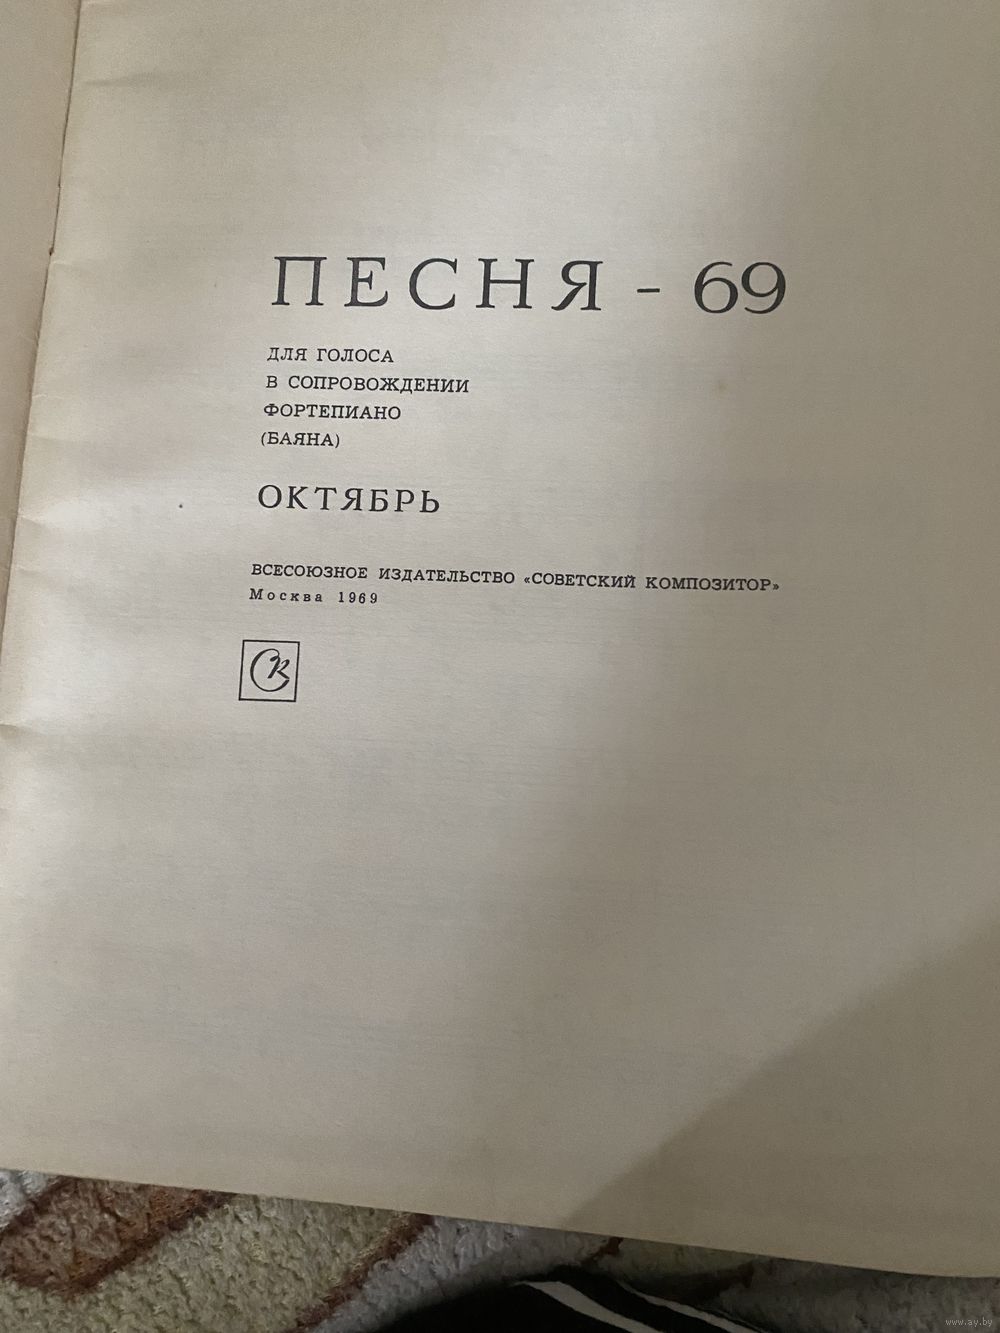 ПЕСНЯ - 69
ДЛЯ ГОЛОСА
В СОПРОВОЖДЕНИИ
ФОРТЕПИАНО
(БАЯНА)
ОКТЯБРЬ
ВСЕСОЮЗНОЕ ИЗДАТЕЛЬСТВО «СОВЕТСКИЙ КОМПОЗИТОР»
Москва 1969
СК
www.ay.by